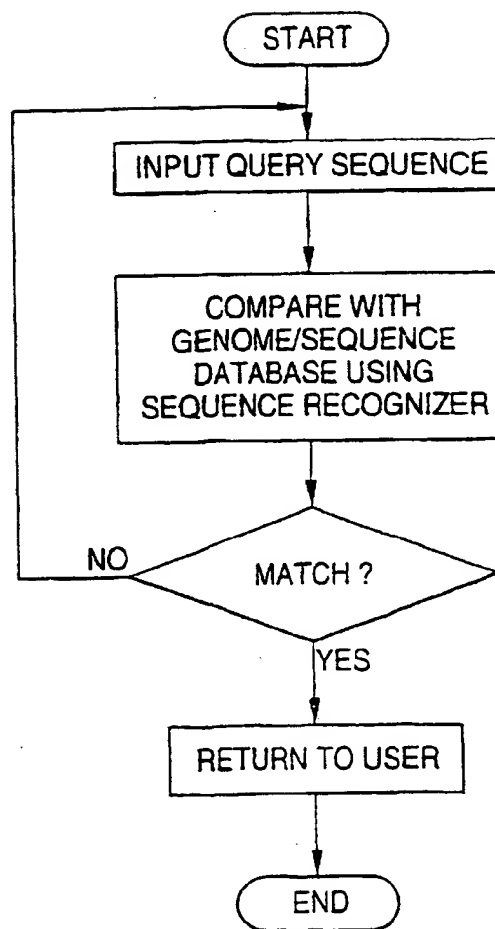 START
INPUT QUERY SEQUENCE
COMPARE WITH
GENOME/SEQUENCE
DATABASE USING
SEQUENCE RECOGNIZER
NO
MATCH ?
YES
RETURN TO USER
END